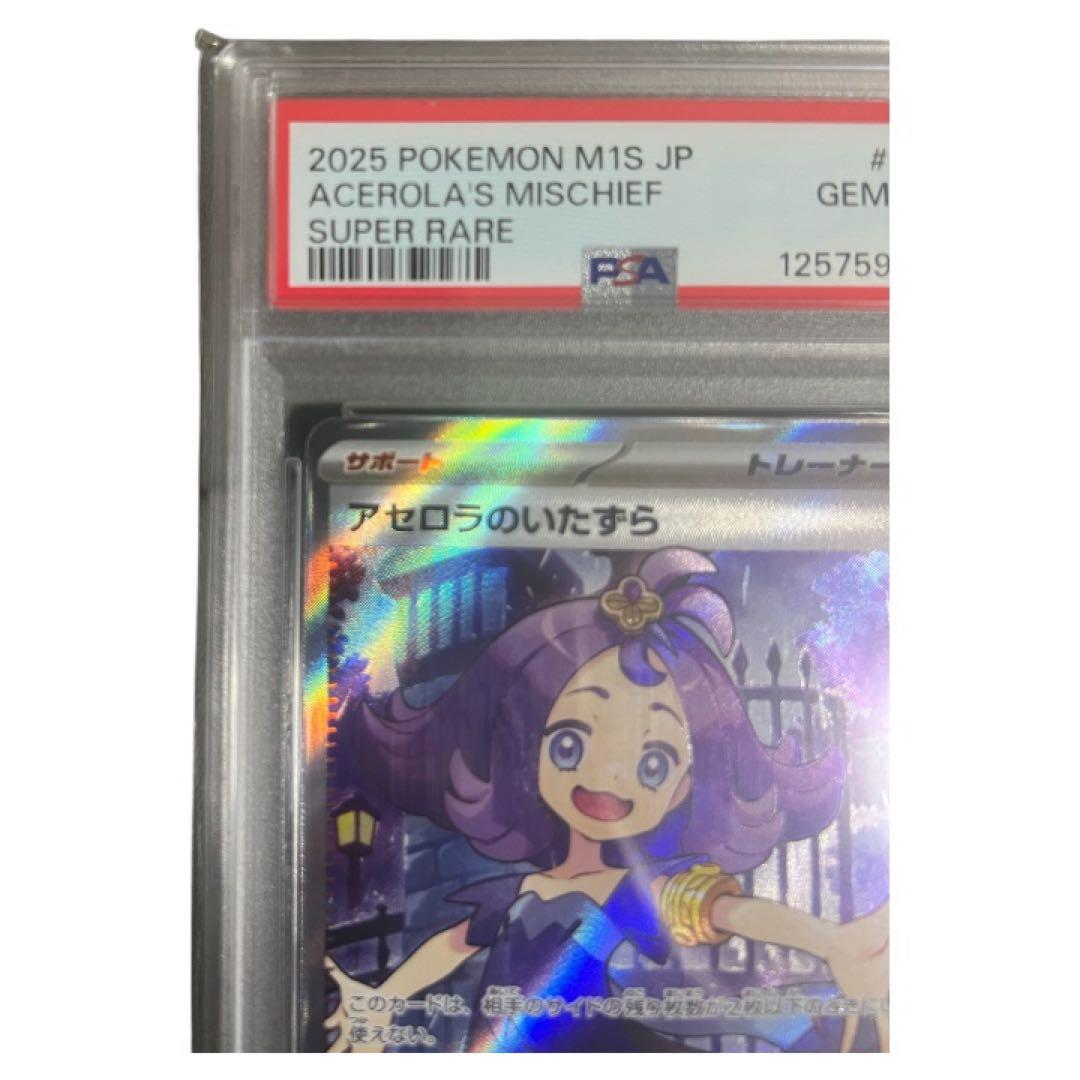 2025 POKEMON M1S JP #
ACEROLA'S MISCHIEF GEM
SUPER RARE
PSA 125759
サポート トレーナー
アセロラのいたずら
このカードは、相手のサイドの残り枚数が2枚以下のときにし
使えない。